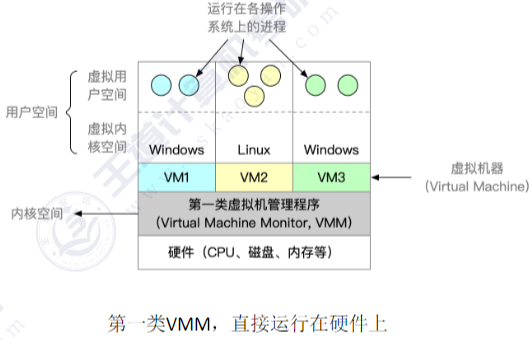 运行在各操作
系统上的进程
虚拟用
户空间
用户空间
虚拟内
核空间
Windows
Linux
Windows
VM1
VM2
VM3
虚拟机器
(Virtual Machine)
内核空间
第一类虚拟机管理程序
(Virtual Machine Monitor, VMM)
硬件（CPU、磁盘、内存等）
第一类VMM，直接运行在硬件上